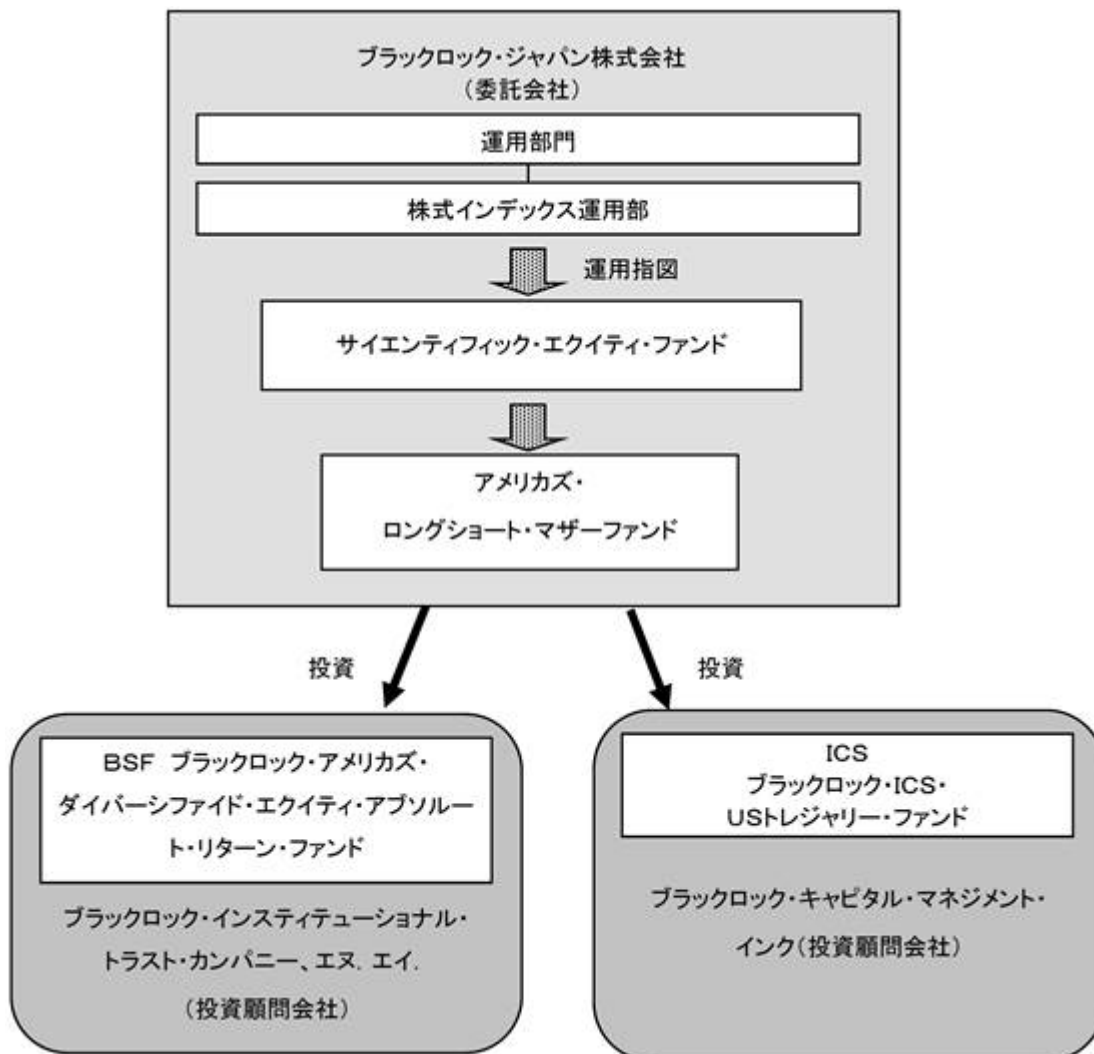 ブラックロック・ジャパン株式会社
（委託会社）
運用部門
株式インデックス運用部
運用指図
サイエンティフィック・エクイティ・ファンド
アメリカズ・
ロングショート・マザーファンド
投資
投資
ＢＳＦ　ブラックロック・アメリカズ・
ダイバーシファイド・エクイティ・アブソルー
ト・リターン・ファンド
ブラックロック・インスティテューショナル・
トラスト・カンパニー、エヌ．エイ．
（投資顧問会社）
ＩＣＳ
ブラックロック・ＩＣＳ・
ＵＳトレジャリー・ファンド
ブラックロック・キャピタル・マネジメント・
インク（投資顧問会社）